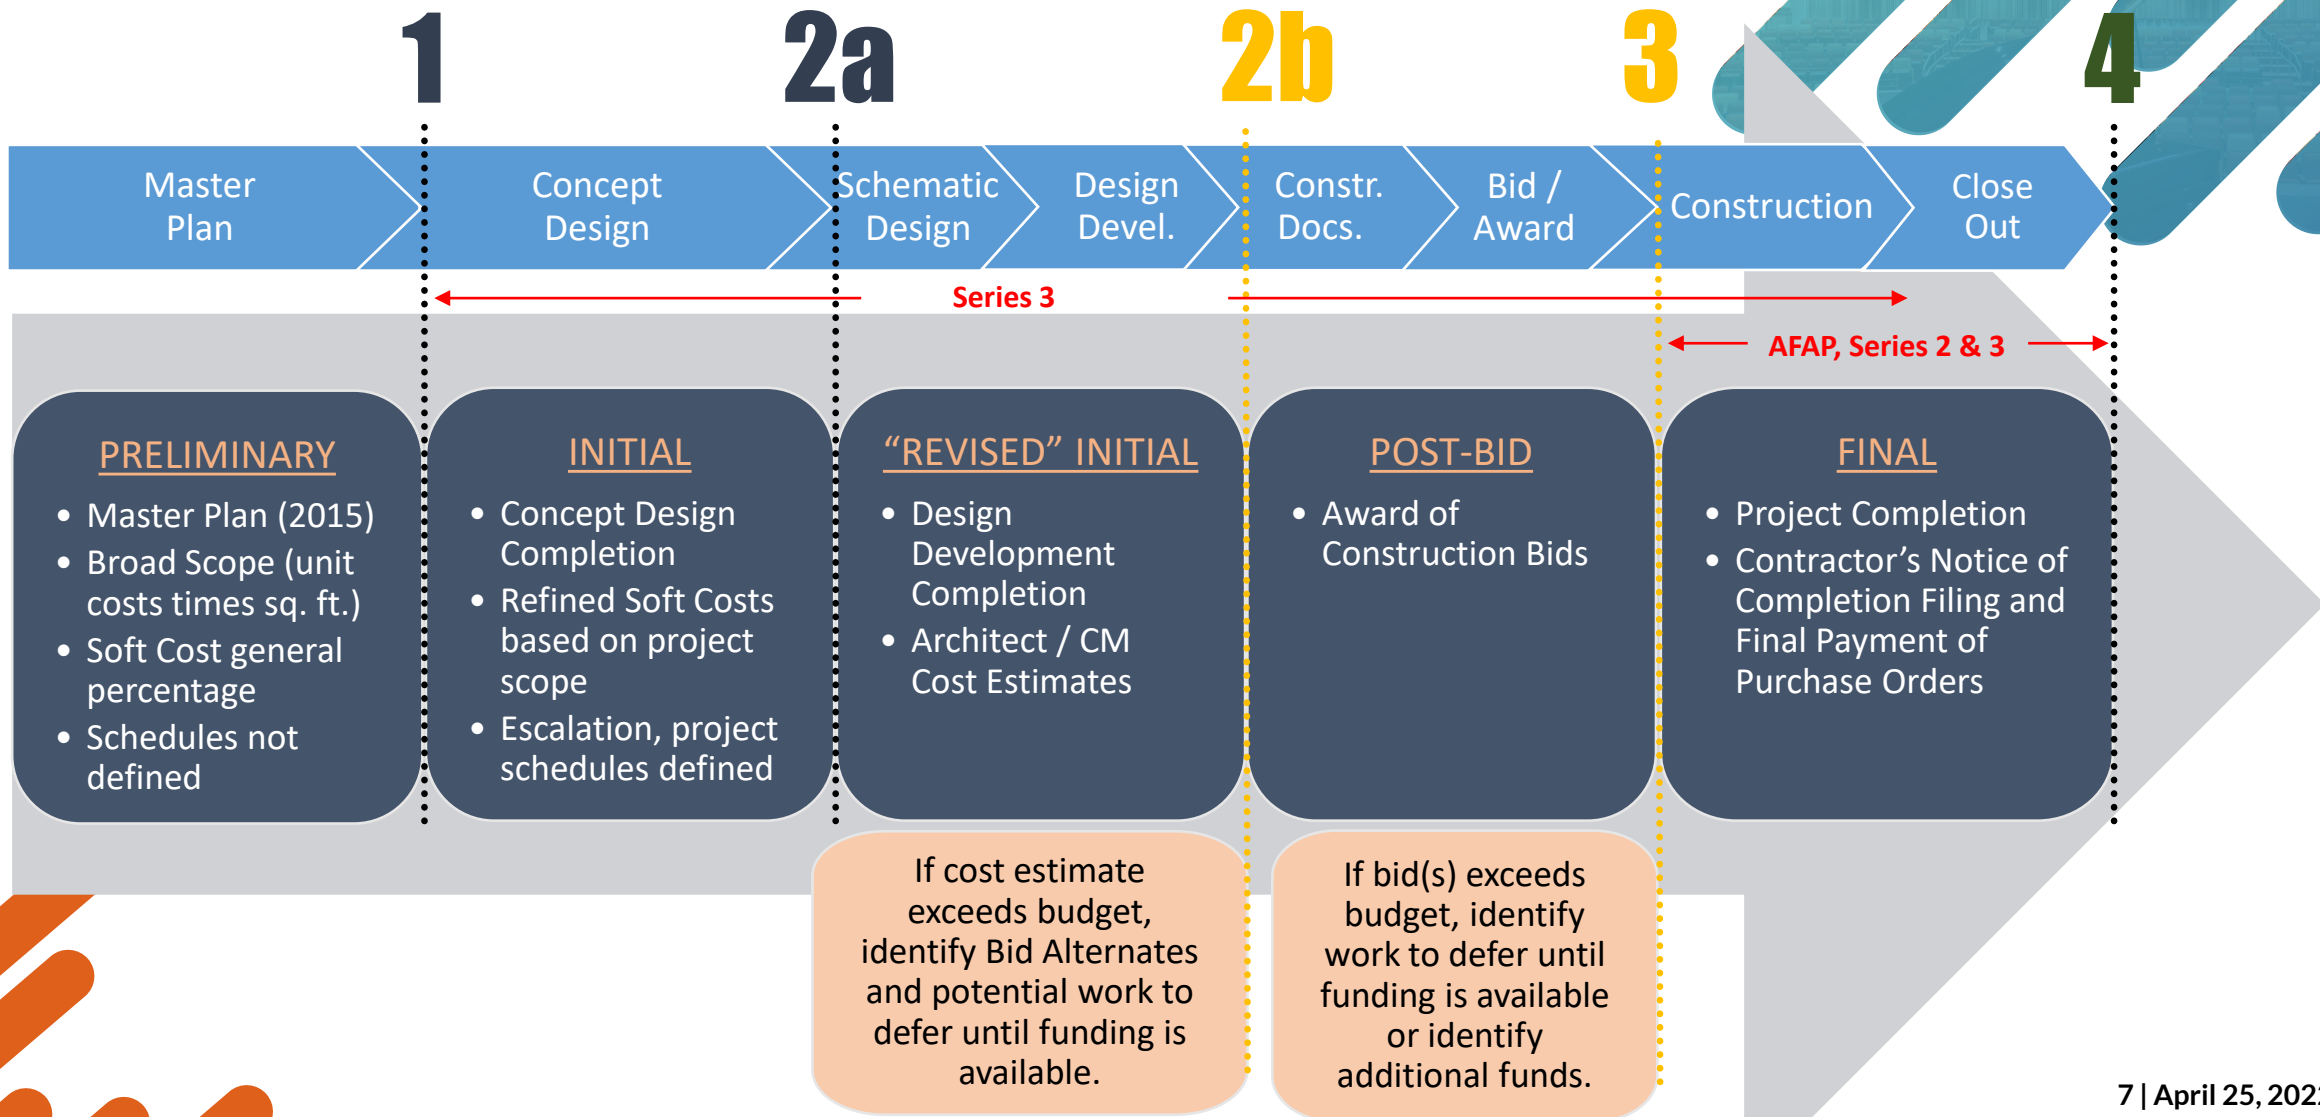 1
2a
2b
3
4
Master
Plan
Concept
Design
Schematic
Design
Design
Devel.
Constr.
Docs.
Bid /
Award
Construction
Close
Out
Series 3
AFAP, Series 2 & 3
PRELIMINARY
• Master Plan (2015)
• Broad Scope (unit
costs times sq. ft.)
• Soft Cost general
percentage
• Schedules not
defined
INITIAL
• Concept Design
Completion
• Refined Soft Costs
based on project
scope
• Escalation, project
schedules defined
“REVISED” INITIAL
• Design
Development
Completion
• Architect / CM
Cost Estimates
POST-BID
• Award of
Construction Bids
FINAL
• Project Completion
• Contractor’s Notice of
Completion Filing and
Final Payment of
Purchase Orders
If cost estimate
exceeds budget,
identify Bid Alternates
and potential work to
defer until funding is
available.
If bid(s) exceeds
budget, identify
work to defer until
funding is available
or identify
additional funds.
7 | April 25, 202